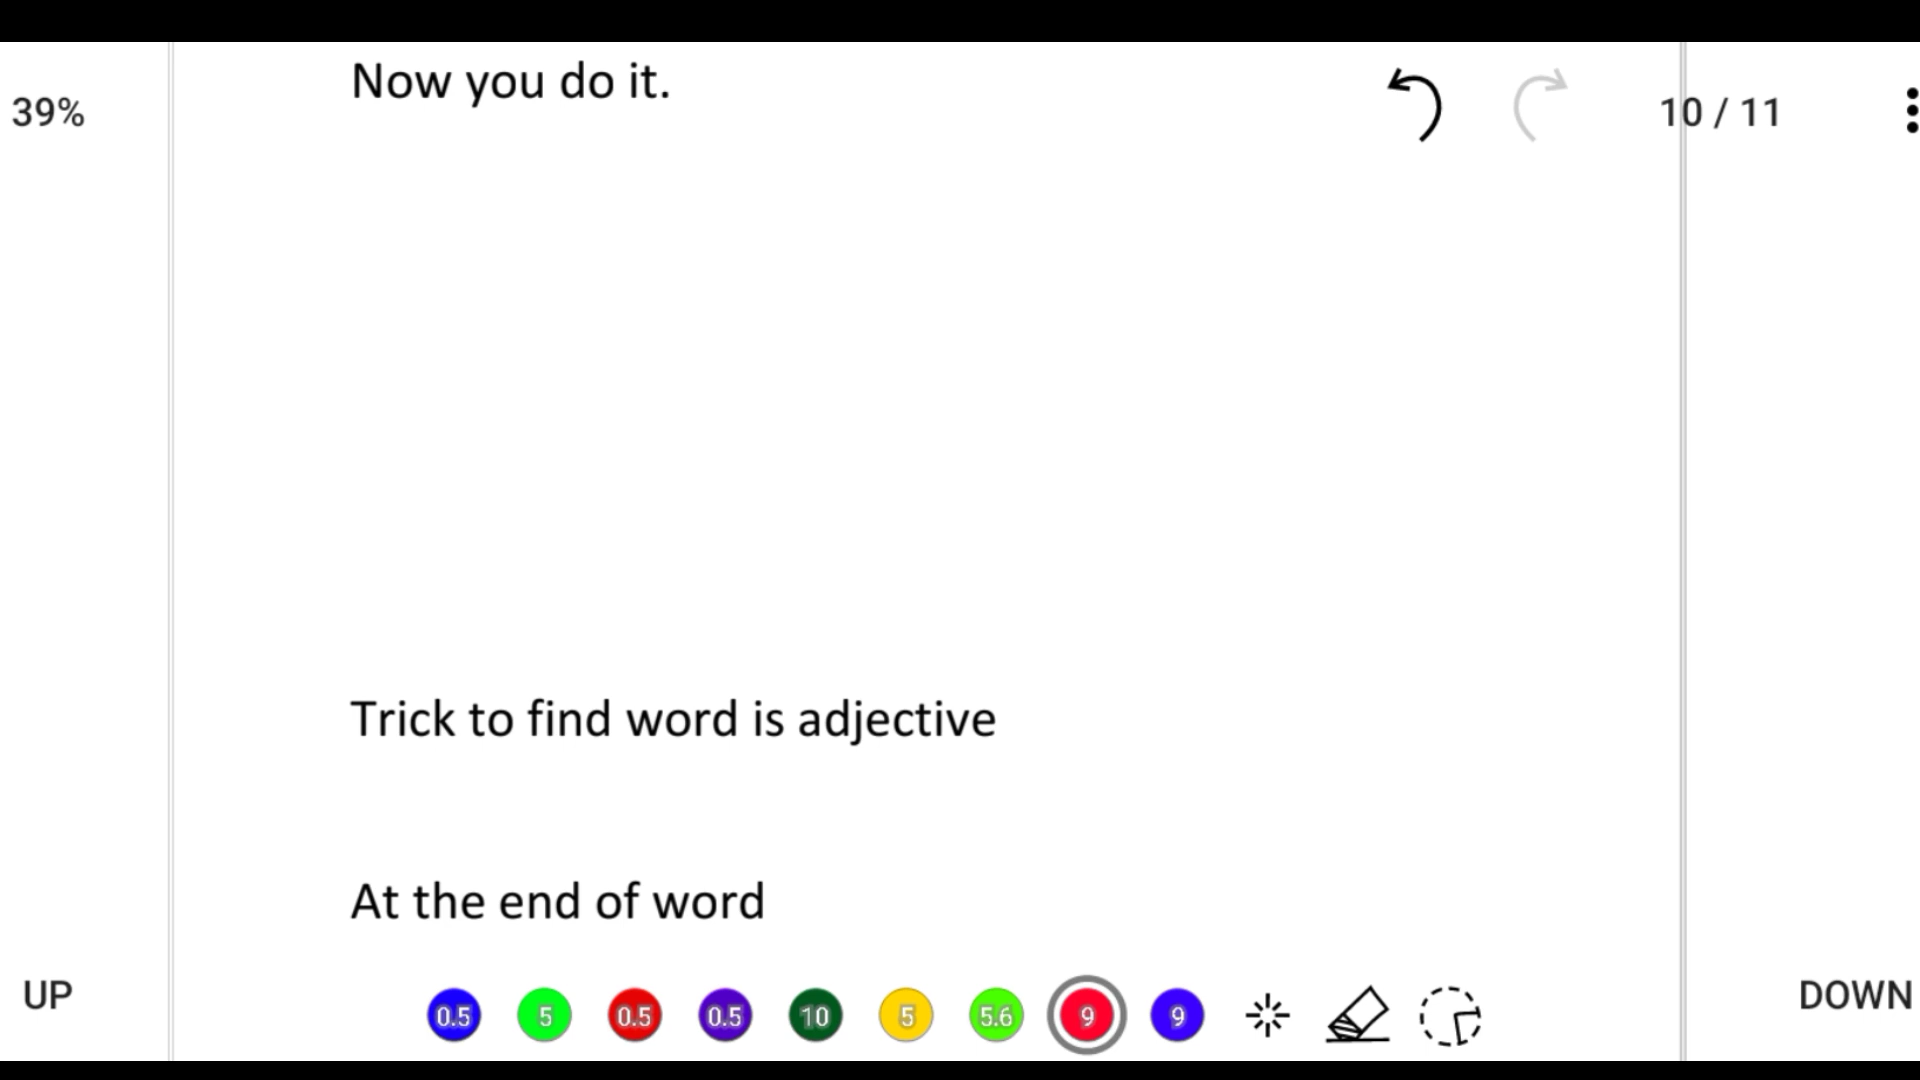 Now you do it.
39%
10 / 11
Trick to find word is adjective
At the end of word
UP
DOWN
0.5 5 0.5 0.5 10 5 5.6 9 9